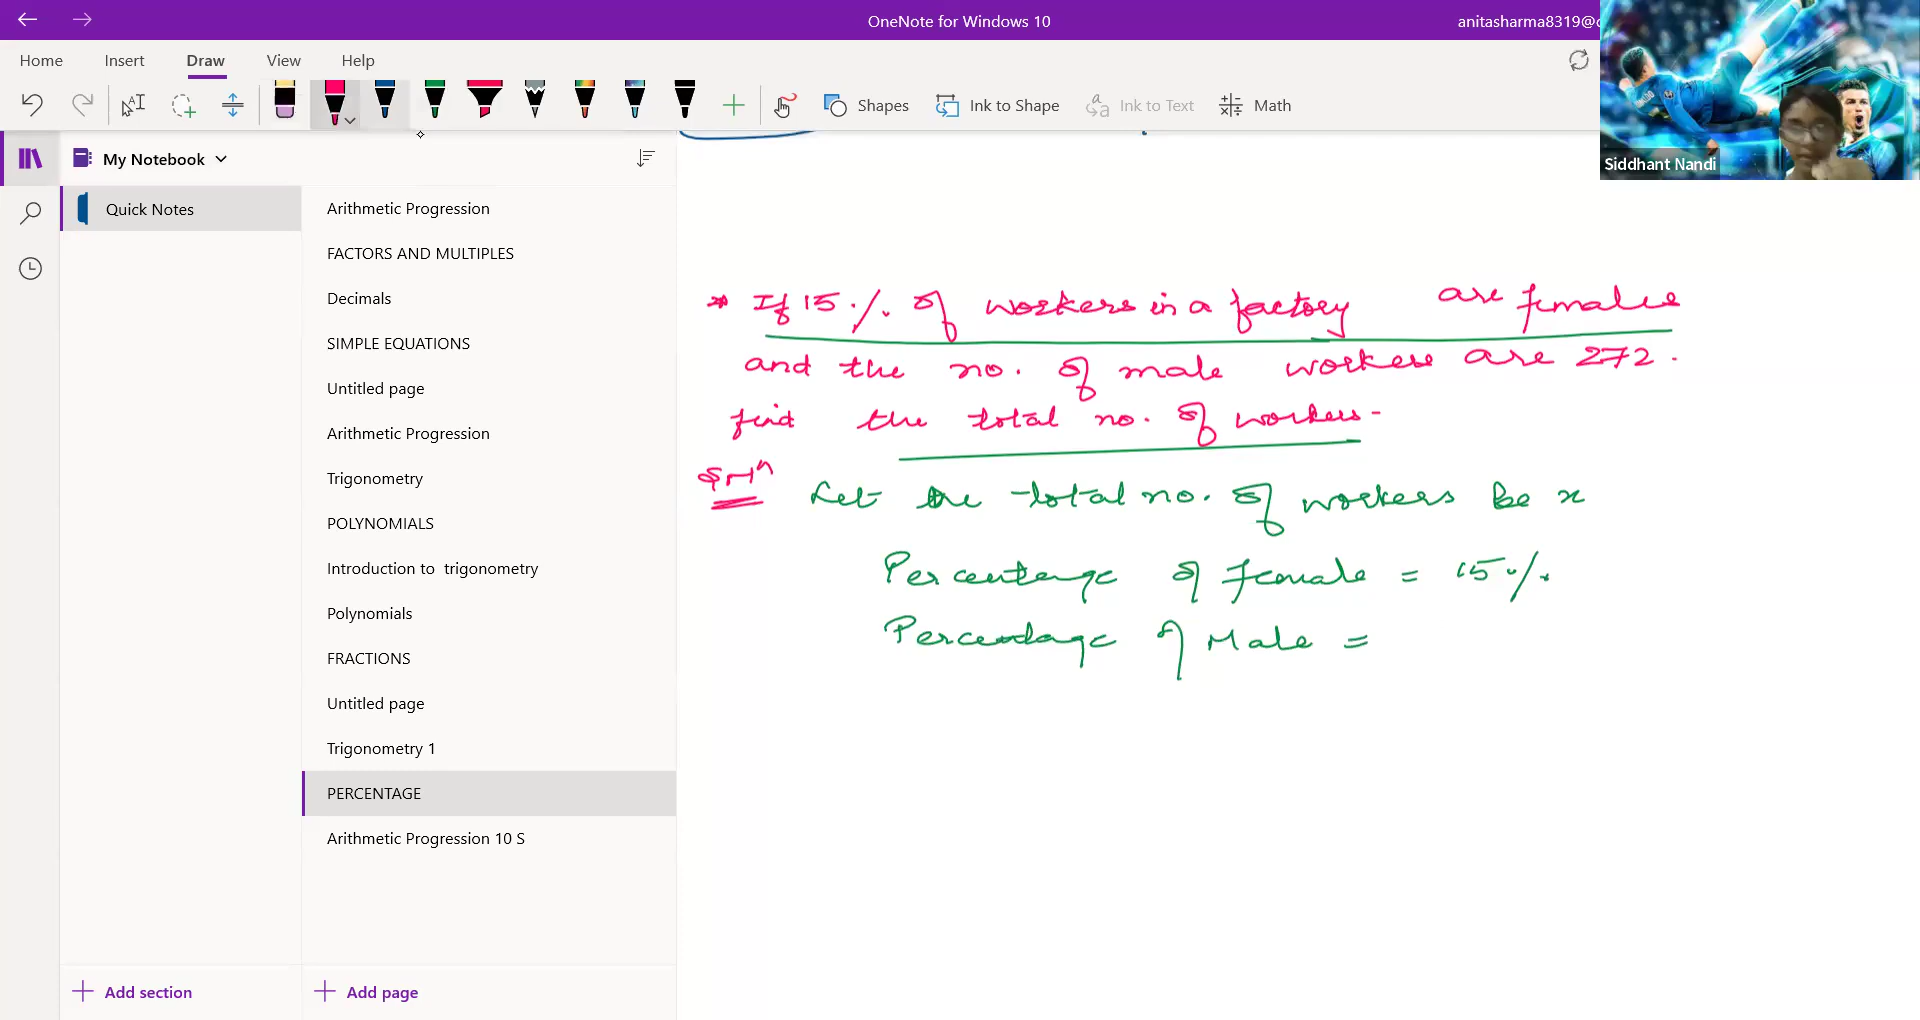 OneNote for Windows 10
anitasharma8319@
Home Insert Draw View Help
Shapes Ink to Shape Ink to Text Math
Siddhant Nandi
My Notebook
Quick Notes
Arithmetic Progression
FACTORS AND MULTIPLES
Decimals
SIMPLE EQUATIONS
Untitled page
Arithmetic Progression
Trigonometry
POLYNOMIALS
Introduction to trigonometry
Polynomials
FRACTIONS
Untitled page
Trigonometry 1
PERCENTAGE
Arithmetic Progression 10 S
Add section
Add page
* If 15 % of workers in a factory are females
and the no. of male workers are 272.
find the total no. of workers-
Let the total no. of workers be x
Percentage of female = 15 %
Percentage of Male =